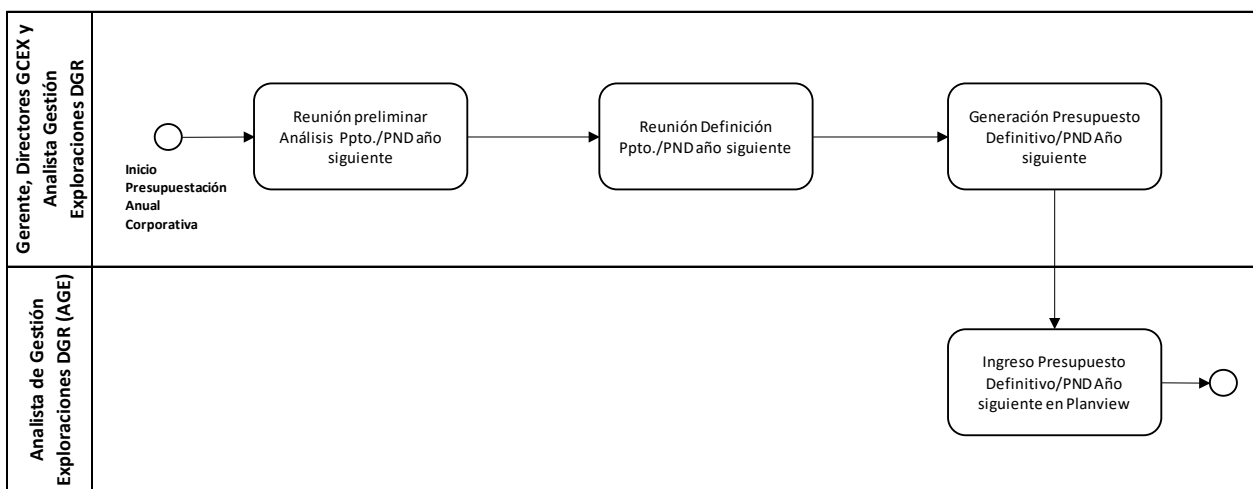 Gerente, Directores GCEX y
Analista Gestión
Exploraciones DGR
Inicio
Presupuestación
Anual
Corporativa
Reunión preliminar
Análisis Ppto./PND año
siguiente
Reunión Definición
Ppto./PND año siguiente
Generación Presupuesto
Definitivo/PND Año
siguiente
Analista de Gestión
Exploraciones DGR (AGE)
Ingreso Presupuesto
Definitivo/PND Año
siguiente en Planview